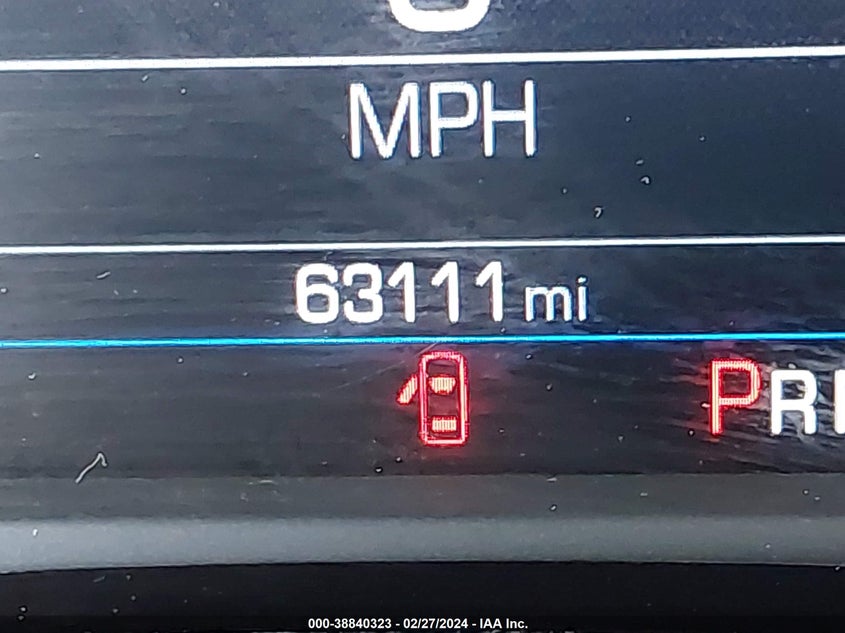 MPH
63111 mi
PR
000-38840323 - 02/27/2024 - IAA Inc.